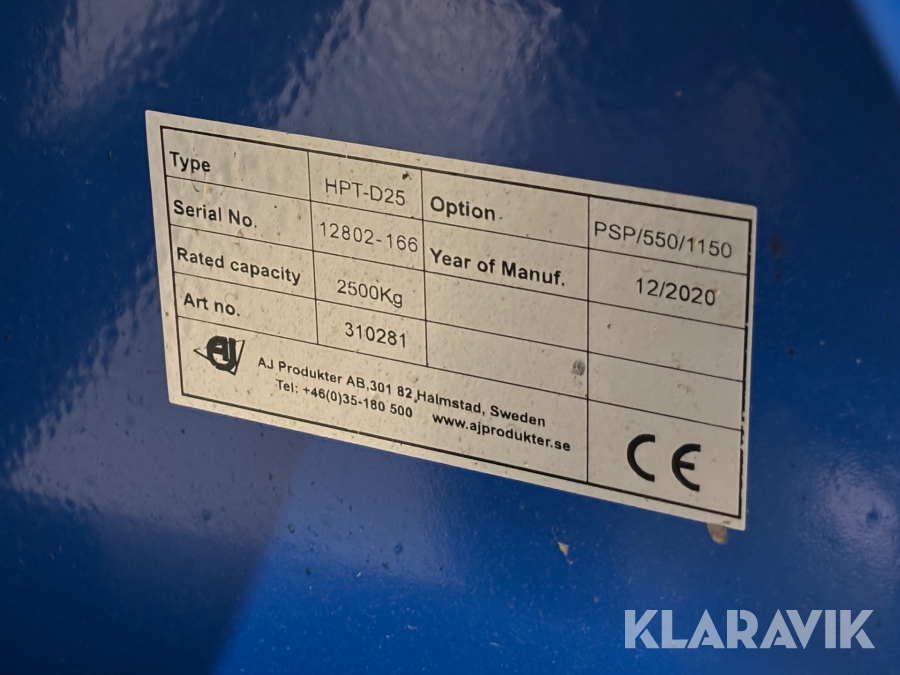 Type HPT-D25 Option PSP/550/1150
Serial No. 12802-166 Year of Manuf. 12/2020
Rated capacity 2500Kg
Art no. 310281
AJ
AJ Produkter AB,301 82 Halmstad, Sweden
Tel: +46(0)35-180 500 www.ajprodukter.se
CE
KLARAVIK